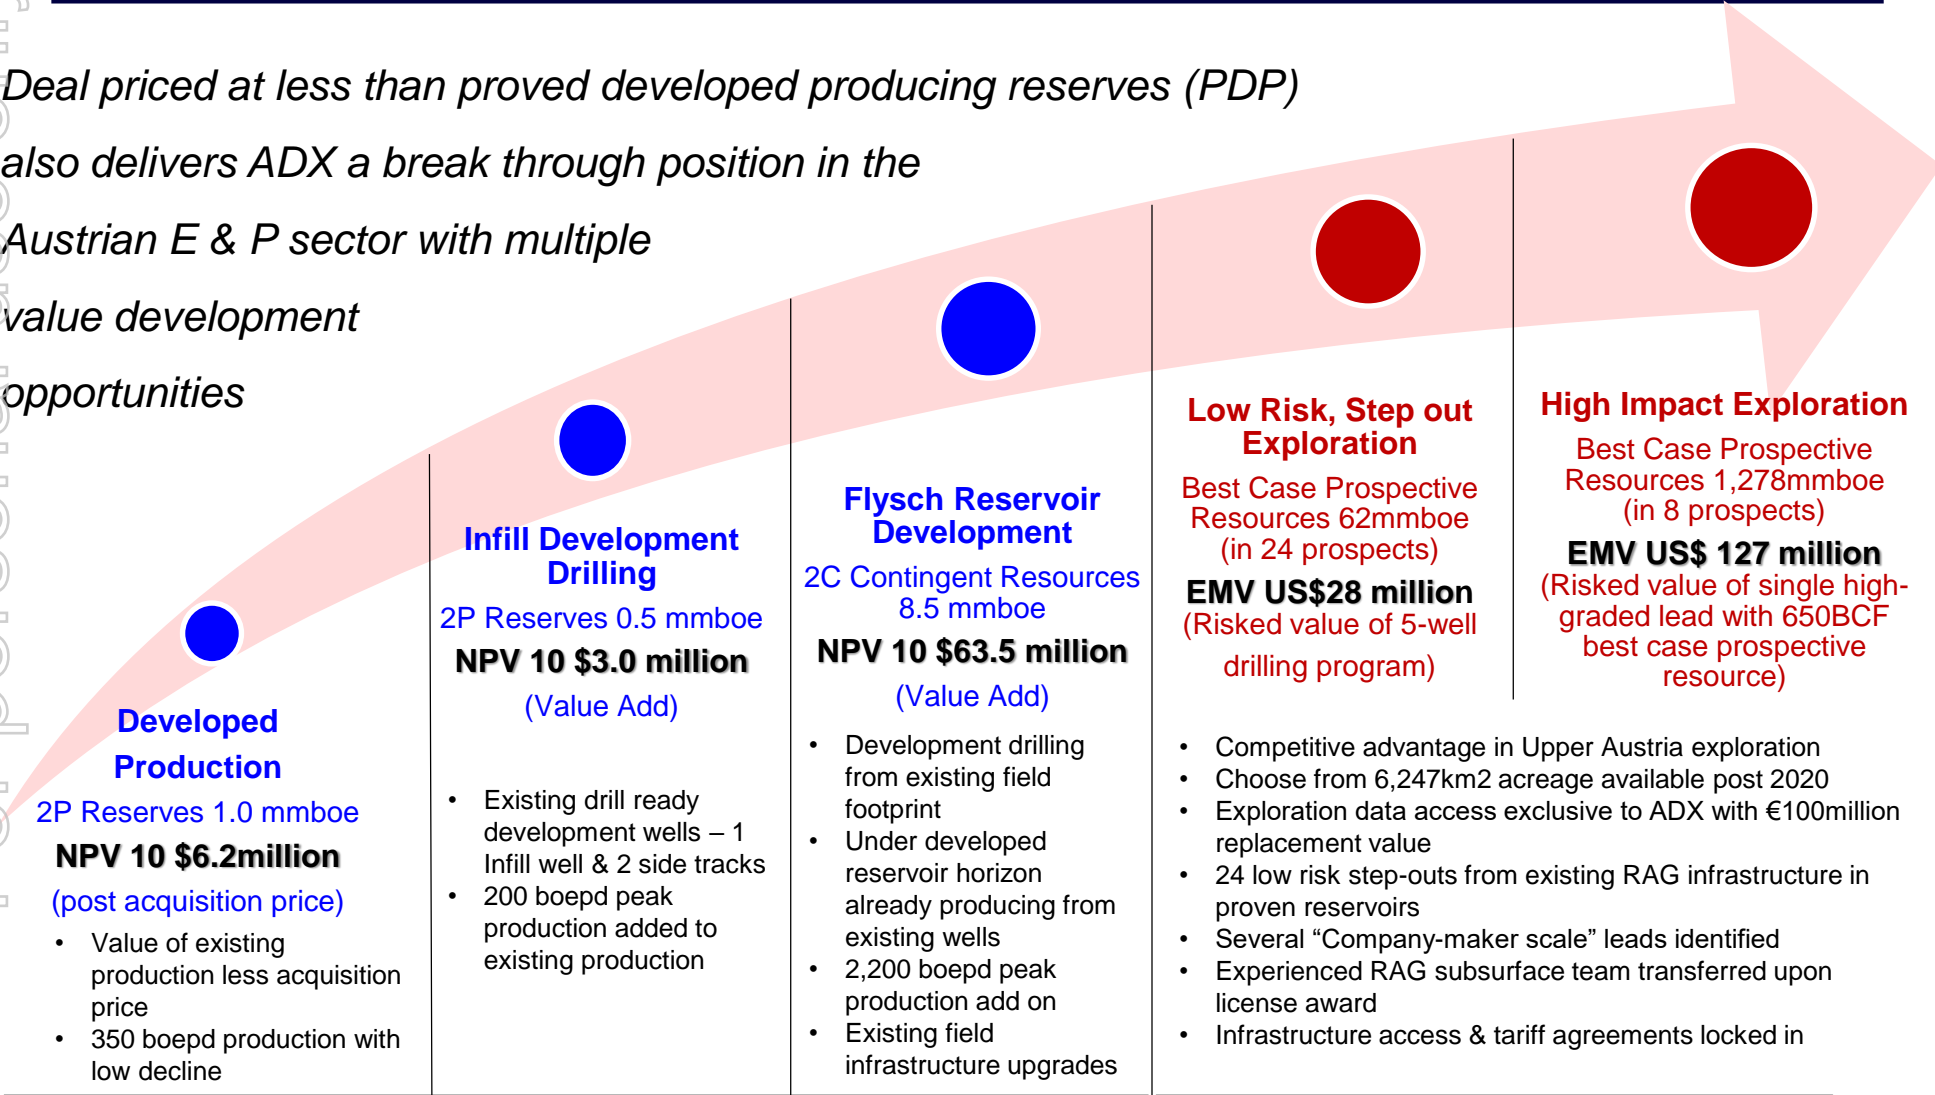 Deal priced at less than proved developed producing reserves (PDP)
also delivers ADX a break through position in the
Austrian E & P sector with multiple
value development
opportunities
Developed
Production
2P Reserves 1.0 mmboe
NPV 10 $6.2million
(post acquisition price)
• Value of existing
production less acquisition
price
• 350 boepd production with
low decline
Infill Development
Drilling
2P Reserves 0.5 mmboe
NPV 10 $3.0 million
(Value Add)
• Existing drill ready
development wells – 1
Infill well & 2 side tracks
• 200 boepd peak
production added to
existing production
Flysch Reservoir
Development
2C Contingent Resources
8.5 mmboe
NPV 10 $63.5 million
(Value Add)
• Development drilling
from existing field
footprint
• Under developed
reservoir horizon
already producing from
existing wells
• 2,200 boepd peak
production add on
• Existing field
infrastructure upgrades
Low Risk, Step out
Exploration
Best Case Prospective
Resources 62mmboe
(in 24 prospects)
EMV US$28 million
(Risked value of 5-well
drilling program)
High Impact Exploration
Best Case Prospective
Resources 1,278mmboe
(in 8 prospects)
EMV US$ 127 million
(Risked value of single high-
graded lead with 650BCF
best case prospective
resource)
• Competitive advantage in Upper Austria exploration
• Choose from 6,247km2 acreage available post 2020
• Exploration data access exclusive to ADX with €100million
replacement value
• 24 low risk step-outs from existing RAG infrastructure in
proven reservoirs
• Several “Company-maker scale” leads identified
• Experienced RAG subsurface team transferred upon
license award
• Infrastructure access & tariff agreements locked in